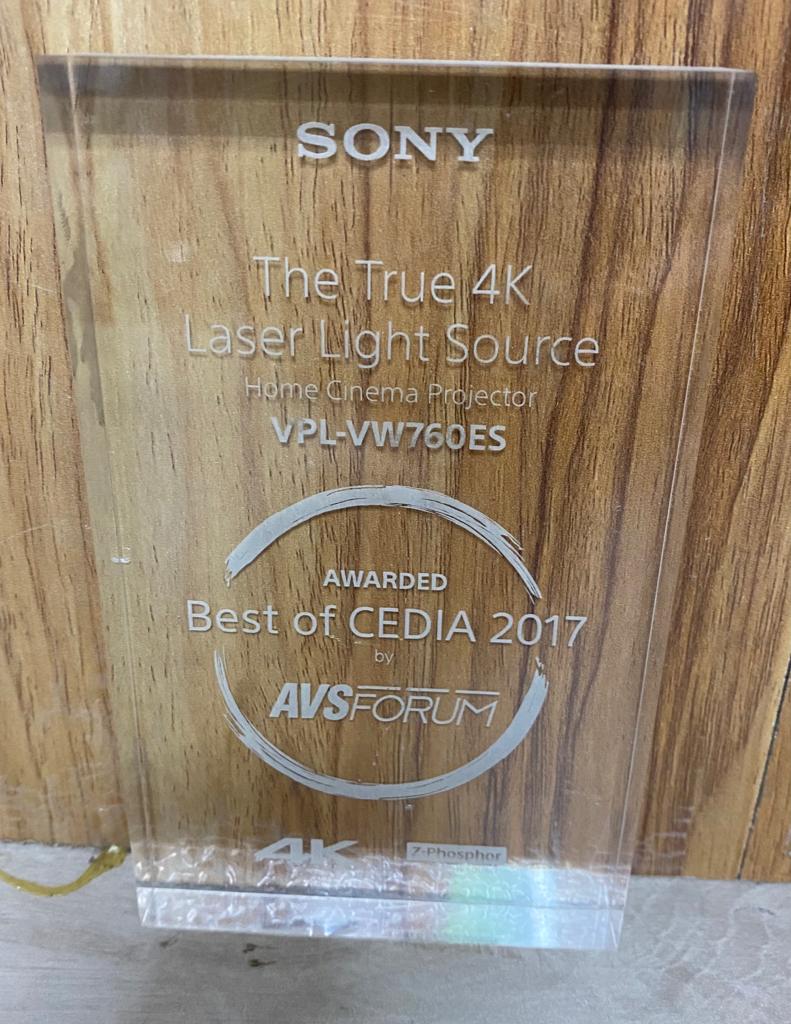 SONY
The True 4K
Laser Light Source
Home Cinema Projector
VPL-VW760ES
AWARDED
Best of CEDIA 2017
by
AVSFORUM
4K
Z-Phosphor